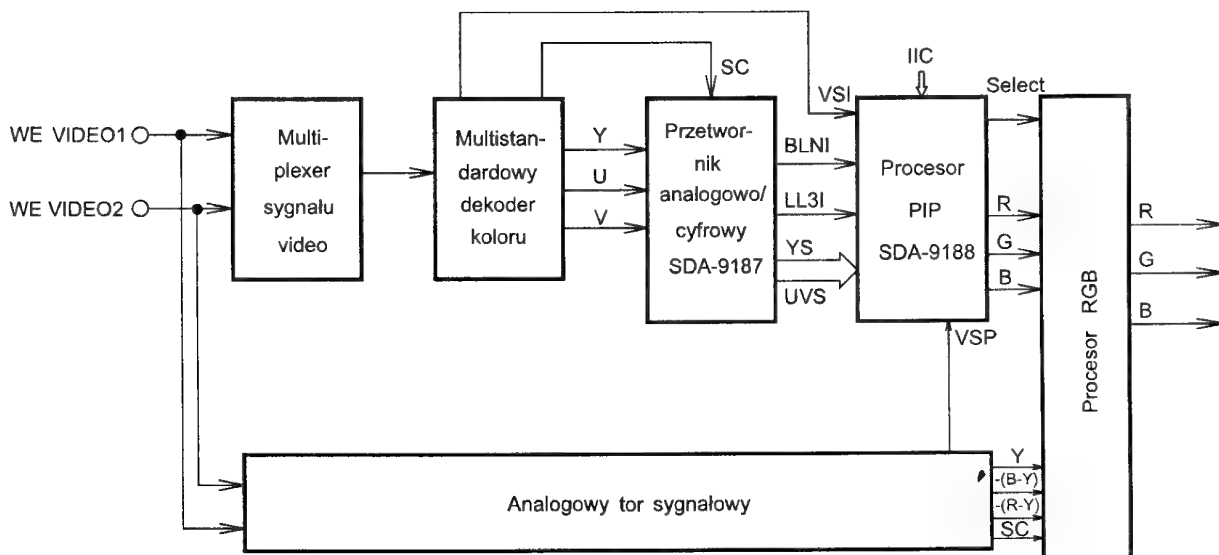 IIC
SC
VSI
Select
WE VIDEO1
WE VIDEO2
Multi-
plexer
sygnału
video
Multistan-
dardowy
dekoder
koloru
Y
U
V
Przetwor-
nik
analogowo/
cyfrowy
SDA-9187
BLNI
LL3I
YS
UVS
Procesor
PIP
SDA-9188
R
G
B
VSP
Procesor RGB
R
G
B
Analogowy tor sygnałowy
Y
-(B-Y)
-(R-Y)
SC